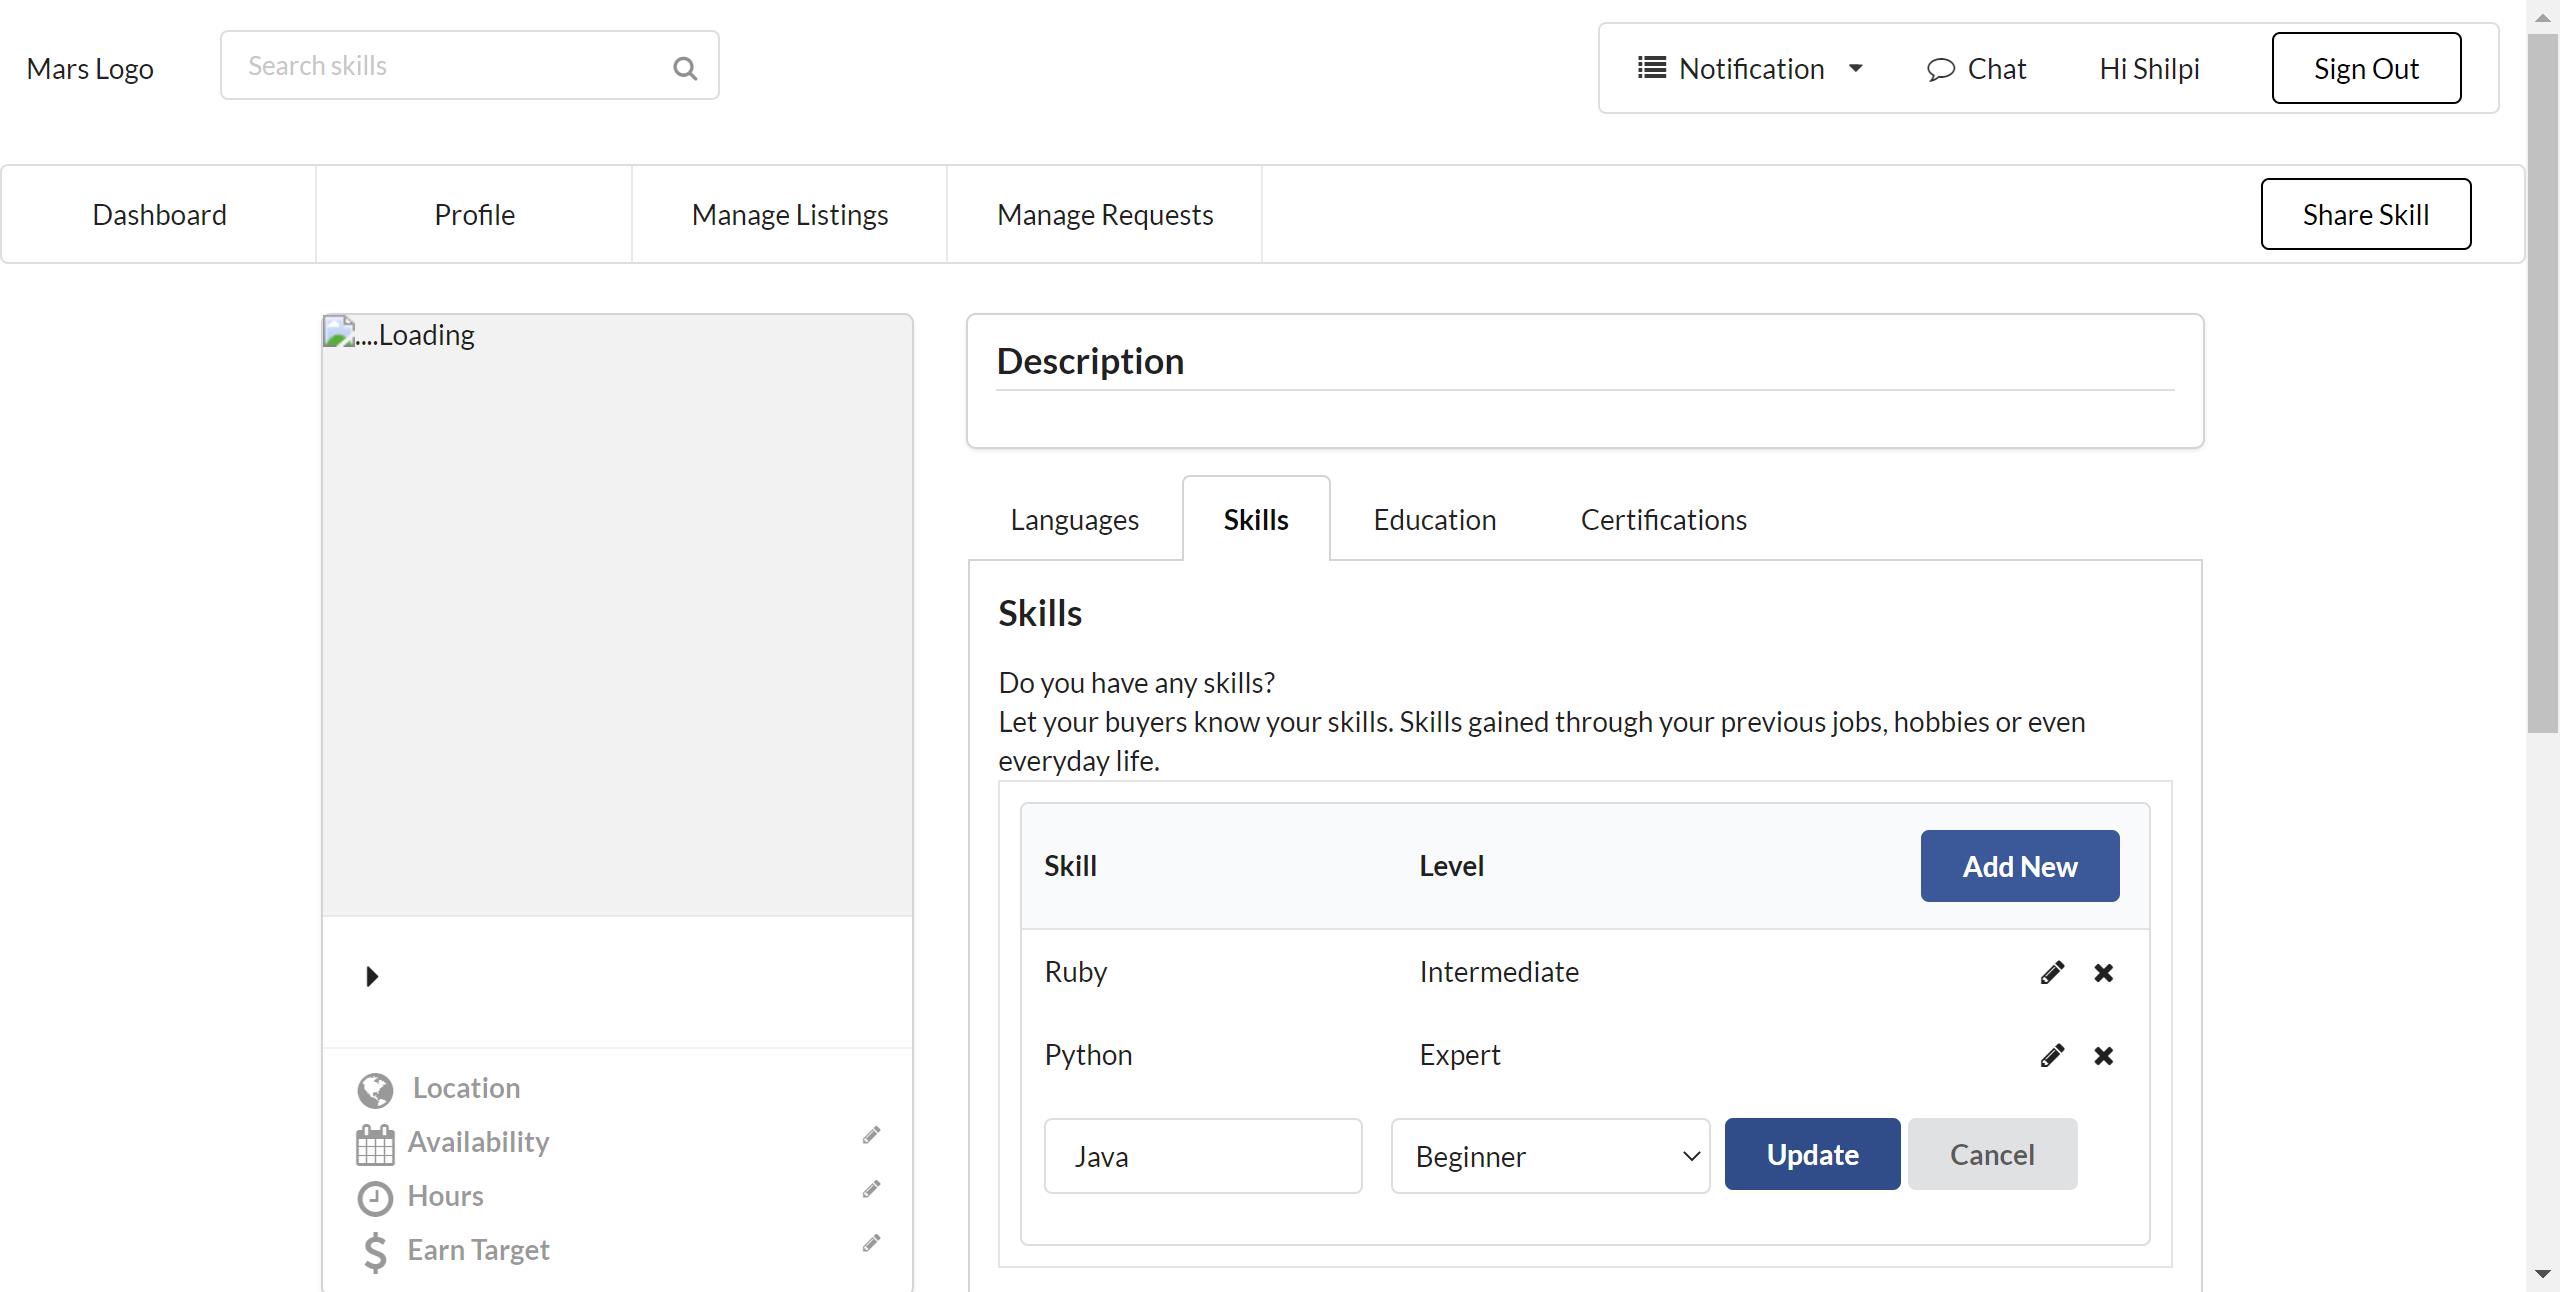 Mars Logo
Search skills
Notification
Chat
Hi Shilpi
Sign Out
Dashboard
Profile
Manage Listings
Manage Requests
Share Skill
....Loading
Location
Availability
Hours
Earn Target
Description
Languages
Skills
Education
Certifications
Skills
Do you have any skills?
Let your buyers know your skills. Skills gained through your previous jobs, hobbies or even
everyday life.
Skill Level Add New
Ruby Intermediate
Python Expert
Java Beginner Update Cancel